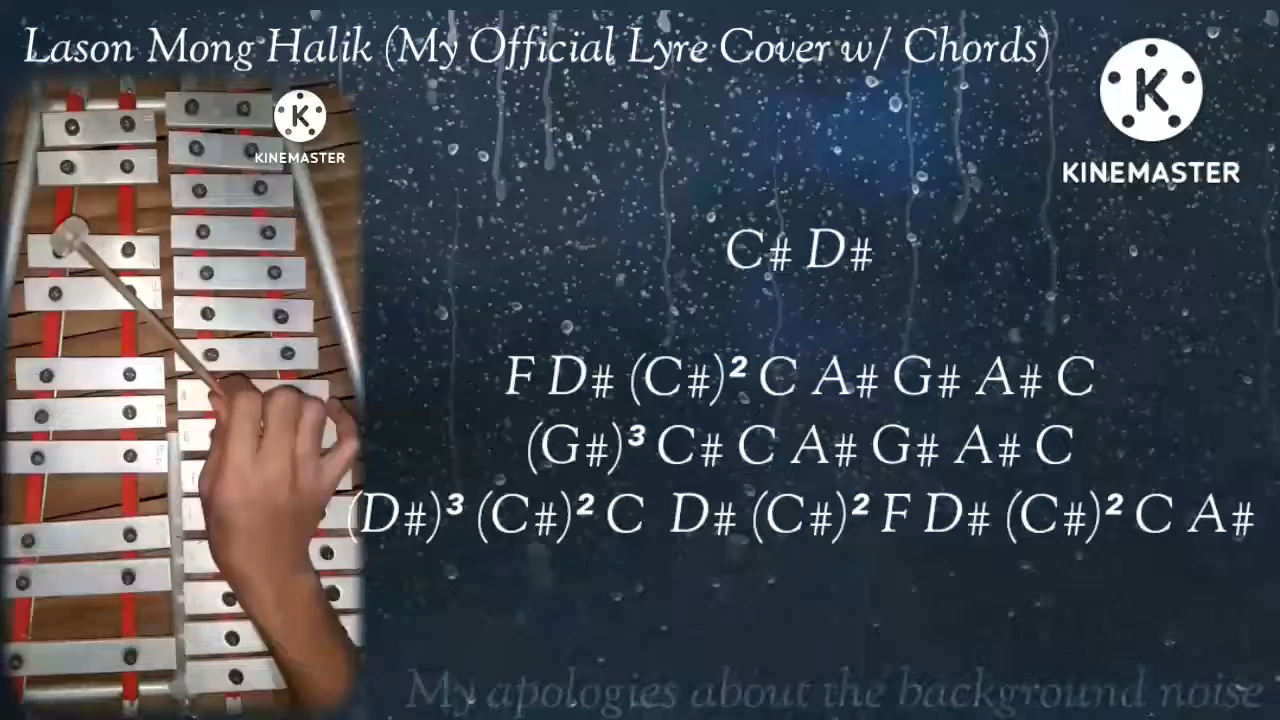 Lason Mong Halik (My Official Lyre Cover w/ Chords)
K
KINEMASTER
K
KINEMASTER
C# D#
F D# (C#)² C A# G# A# C
(G#)³ C# C A# G# A# C
(D#)³ (C#)² C D# (C#)² F D# (C#)² C A#
My apologies about the background noise